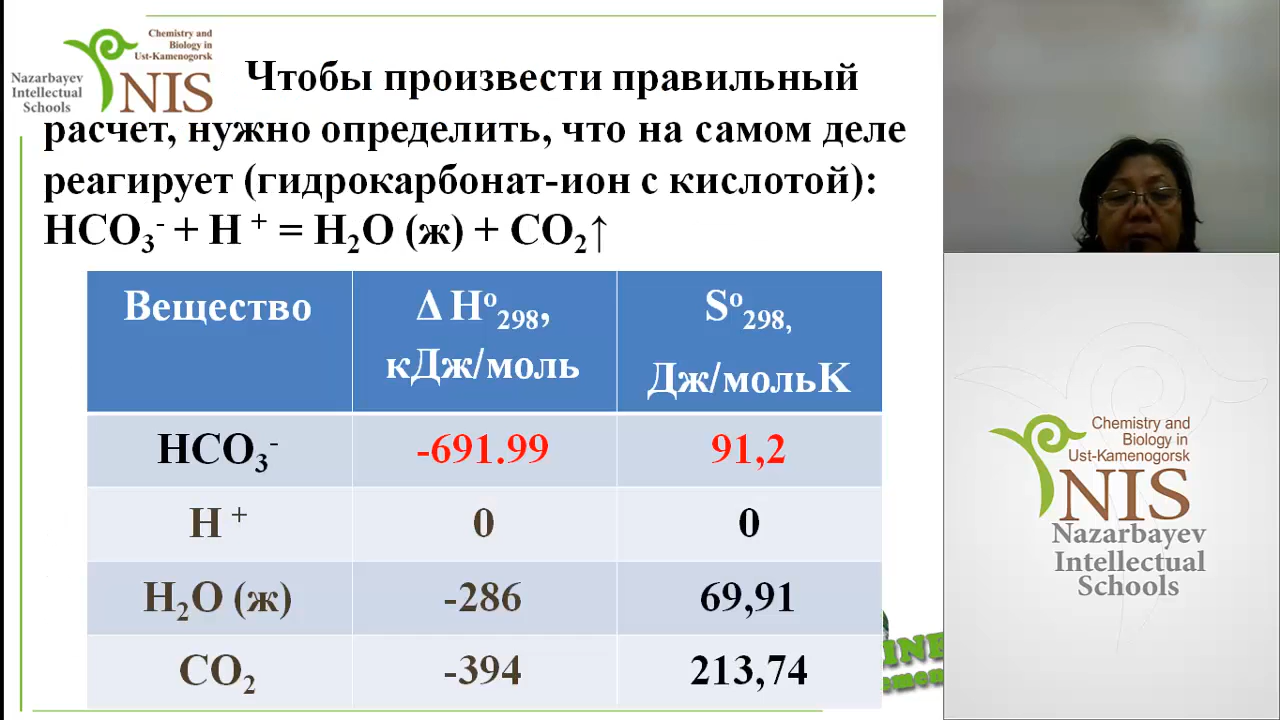 Chemistry and
Biology in
Ust-Kamenogorsk
Nazarbayev
Intellectual
Schools
NIS
Чтобы произвести правильный
расчет, нужно определить, что на самом деле
реагирует (гидрокарбонат-ион с кислотой):
HCO₃⁻ + H⁺ = H₂O (ж) + CO₂↑
Вещество
Δ Hᵒ₂₉₈,
кДж/моль
Sᵒ₂₉₈,
Дж/мольK
HCO₃⁻
-691.99
91,2
H⁺
0
0
H₂O (ж)
-286
69,91
CO₂
-394
213,74
Chemistry and
Biology in
Ust-Kamenogorsk
NIS
Nazarbayev
Intellectual
Schools